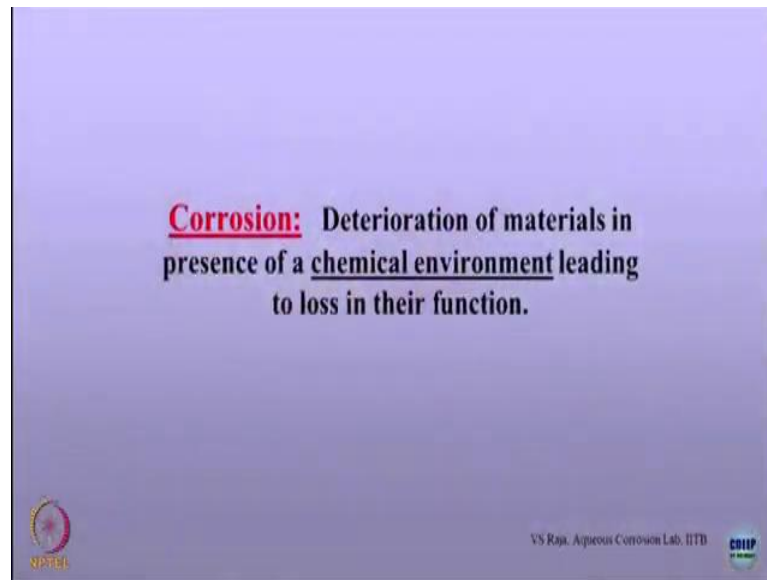 Corrosion: Deterioration of materials in
presence of a chemical environment leading
to loss in their function.
VS Raja, Aqueous Corrosion Lab, IITB
NPTEL
CDEEP